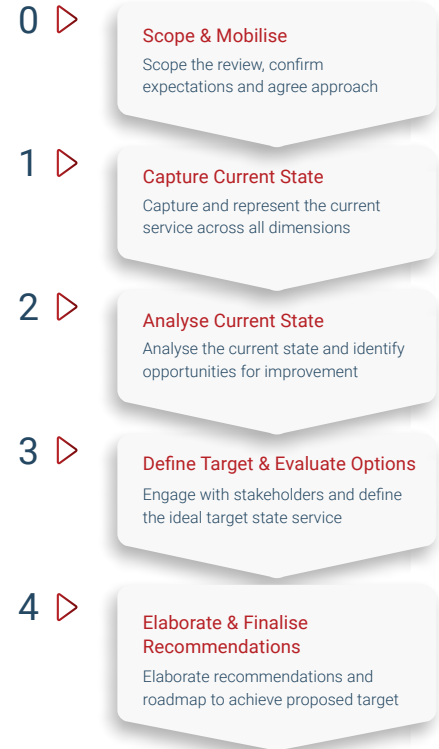 0
Scope & Mobilise
Scope the review, confirm
expectations and agree approach
1
Capture Current State
Capture and represent the current
service across all dimensions
2
Analyse Current State
Analyse the current state and identify
opportunities for improvement
3
Define Target & Evaluate Options
Engage with stakeholders and define
the ideal target state service
4
Elaborate & Finalise
Recommendations
Elaborate recommendations and
roadmap to achieve proposed target